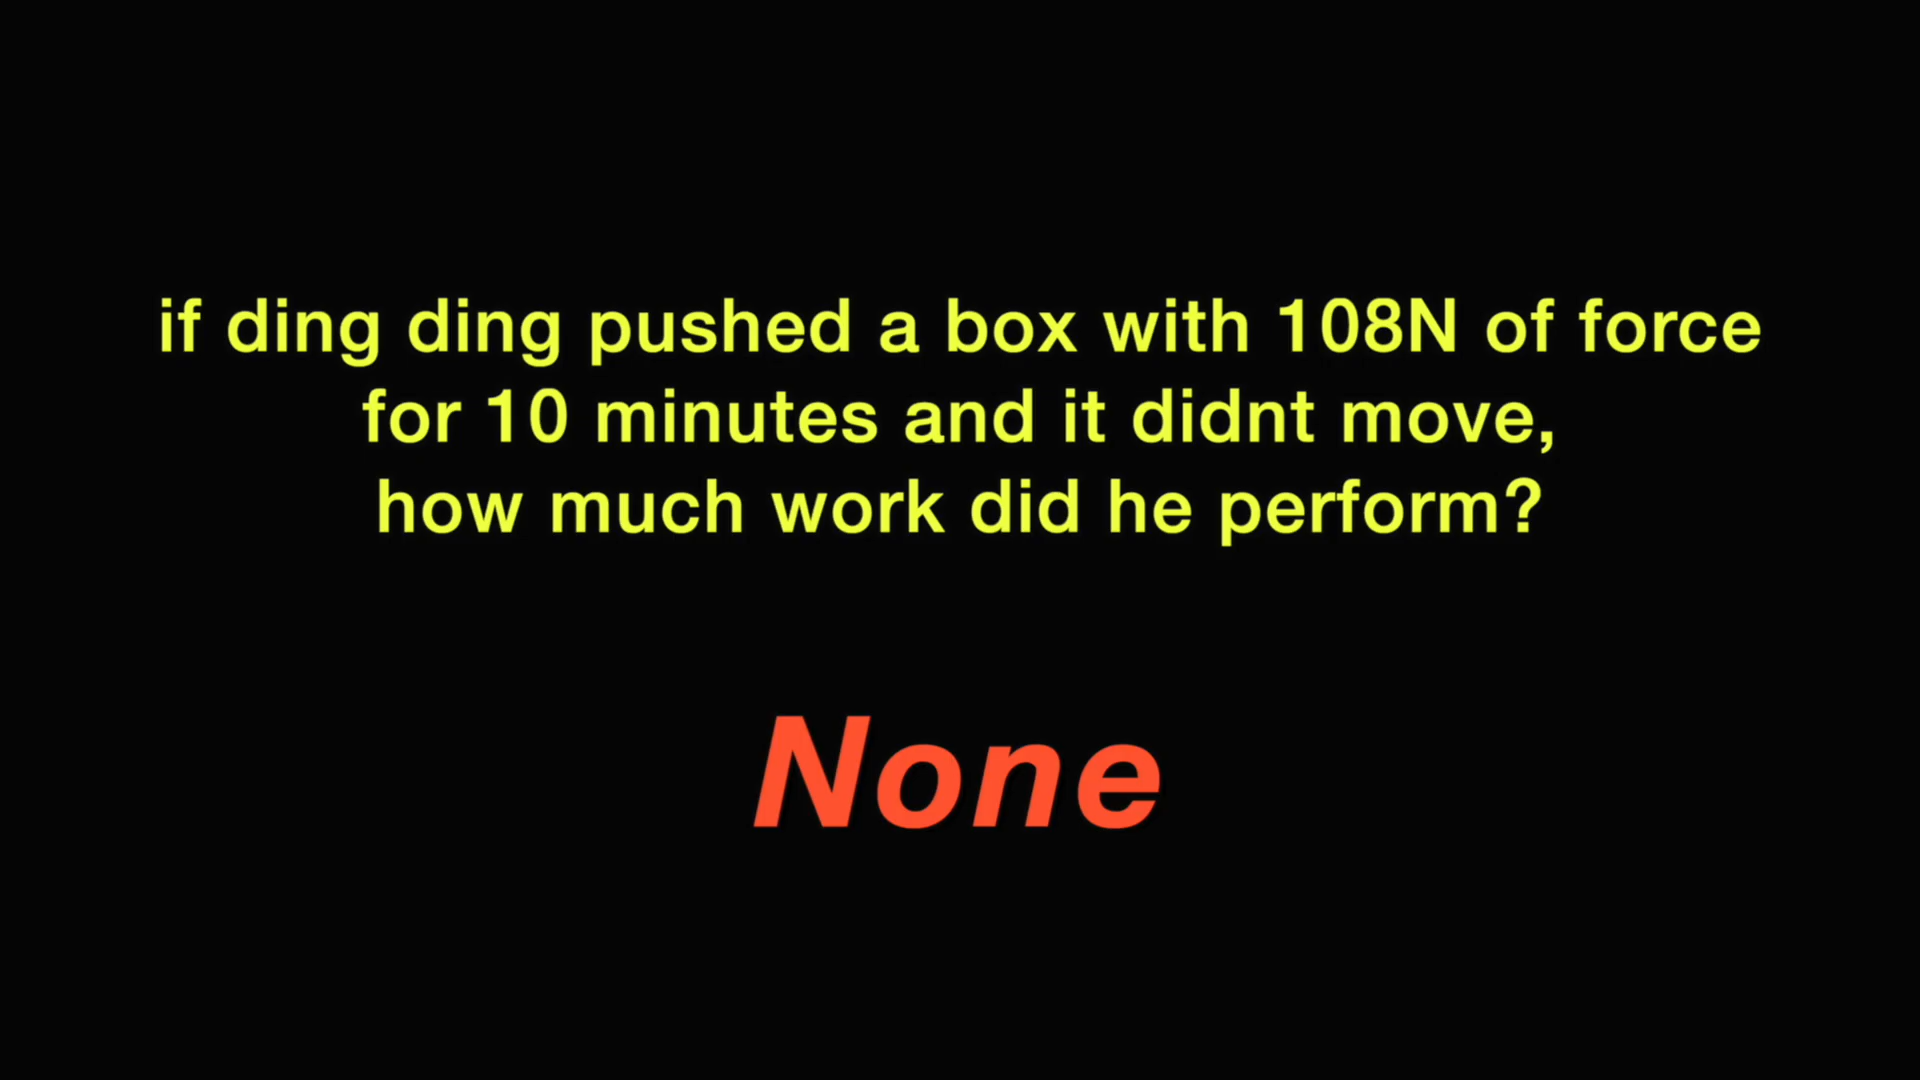 if ding ding pushed a box with 108N of force
for 10 minutes and it didnt move,
how much work did he perform?
None